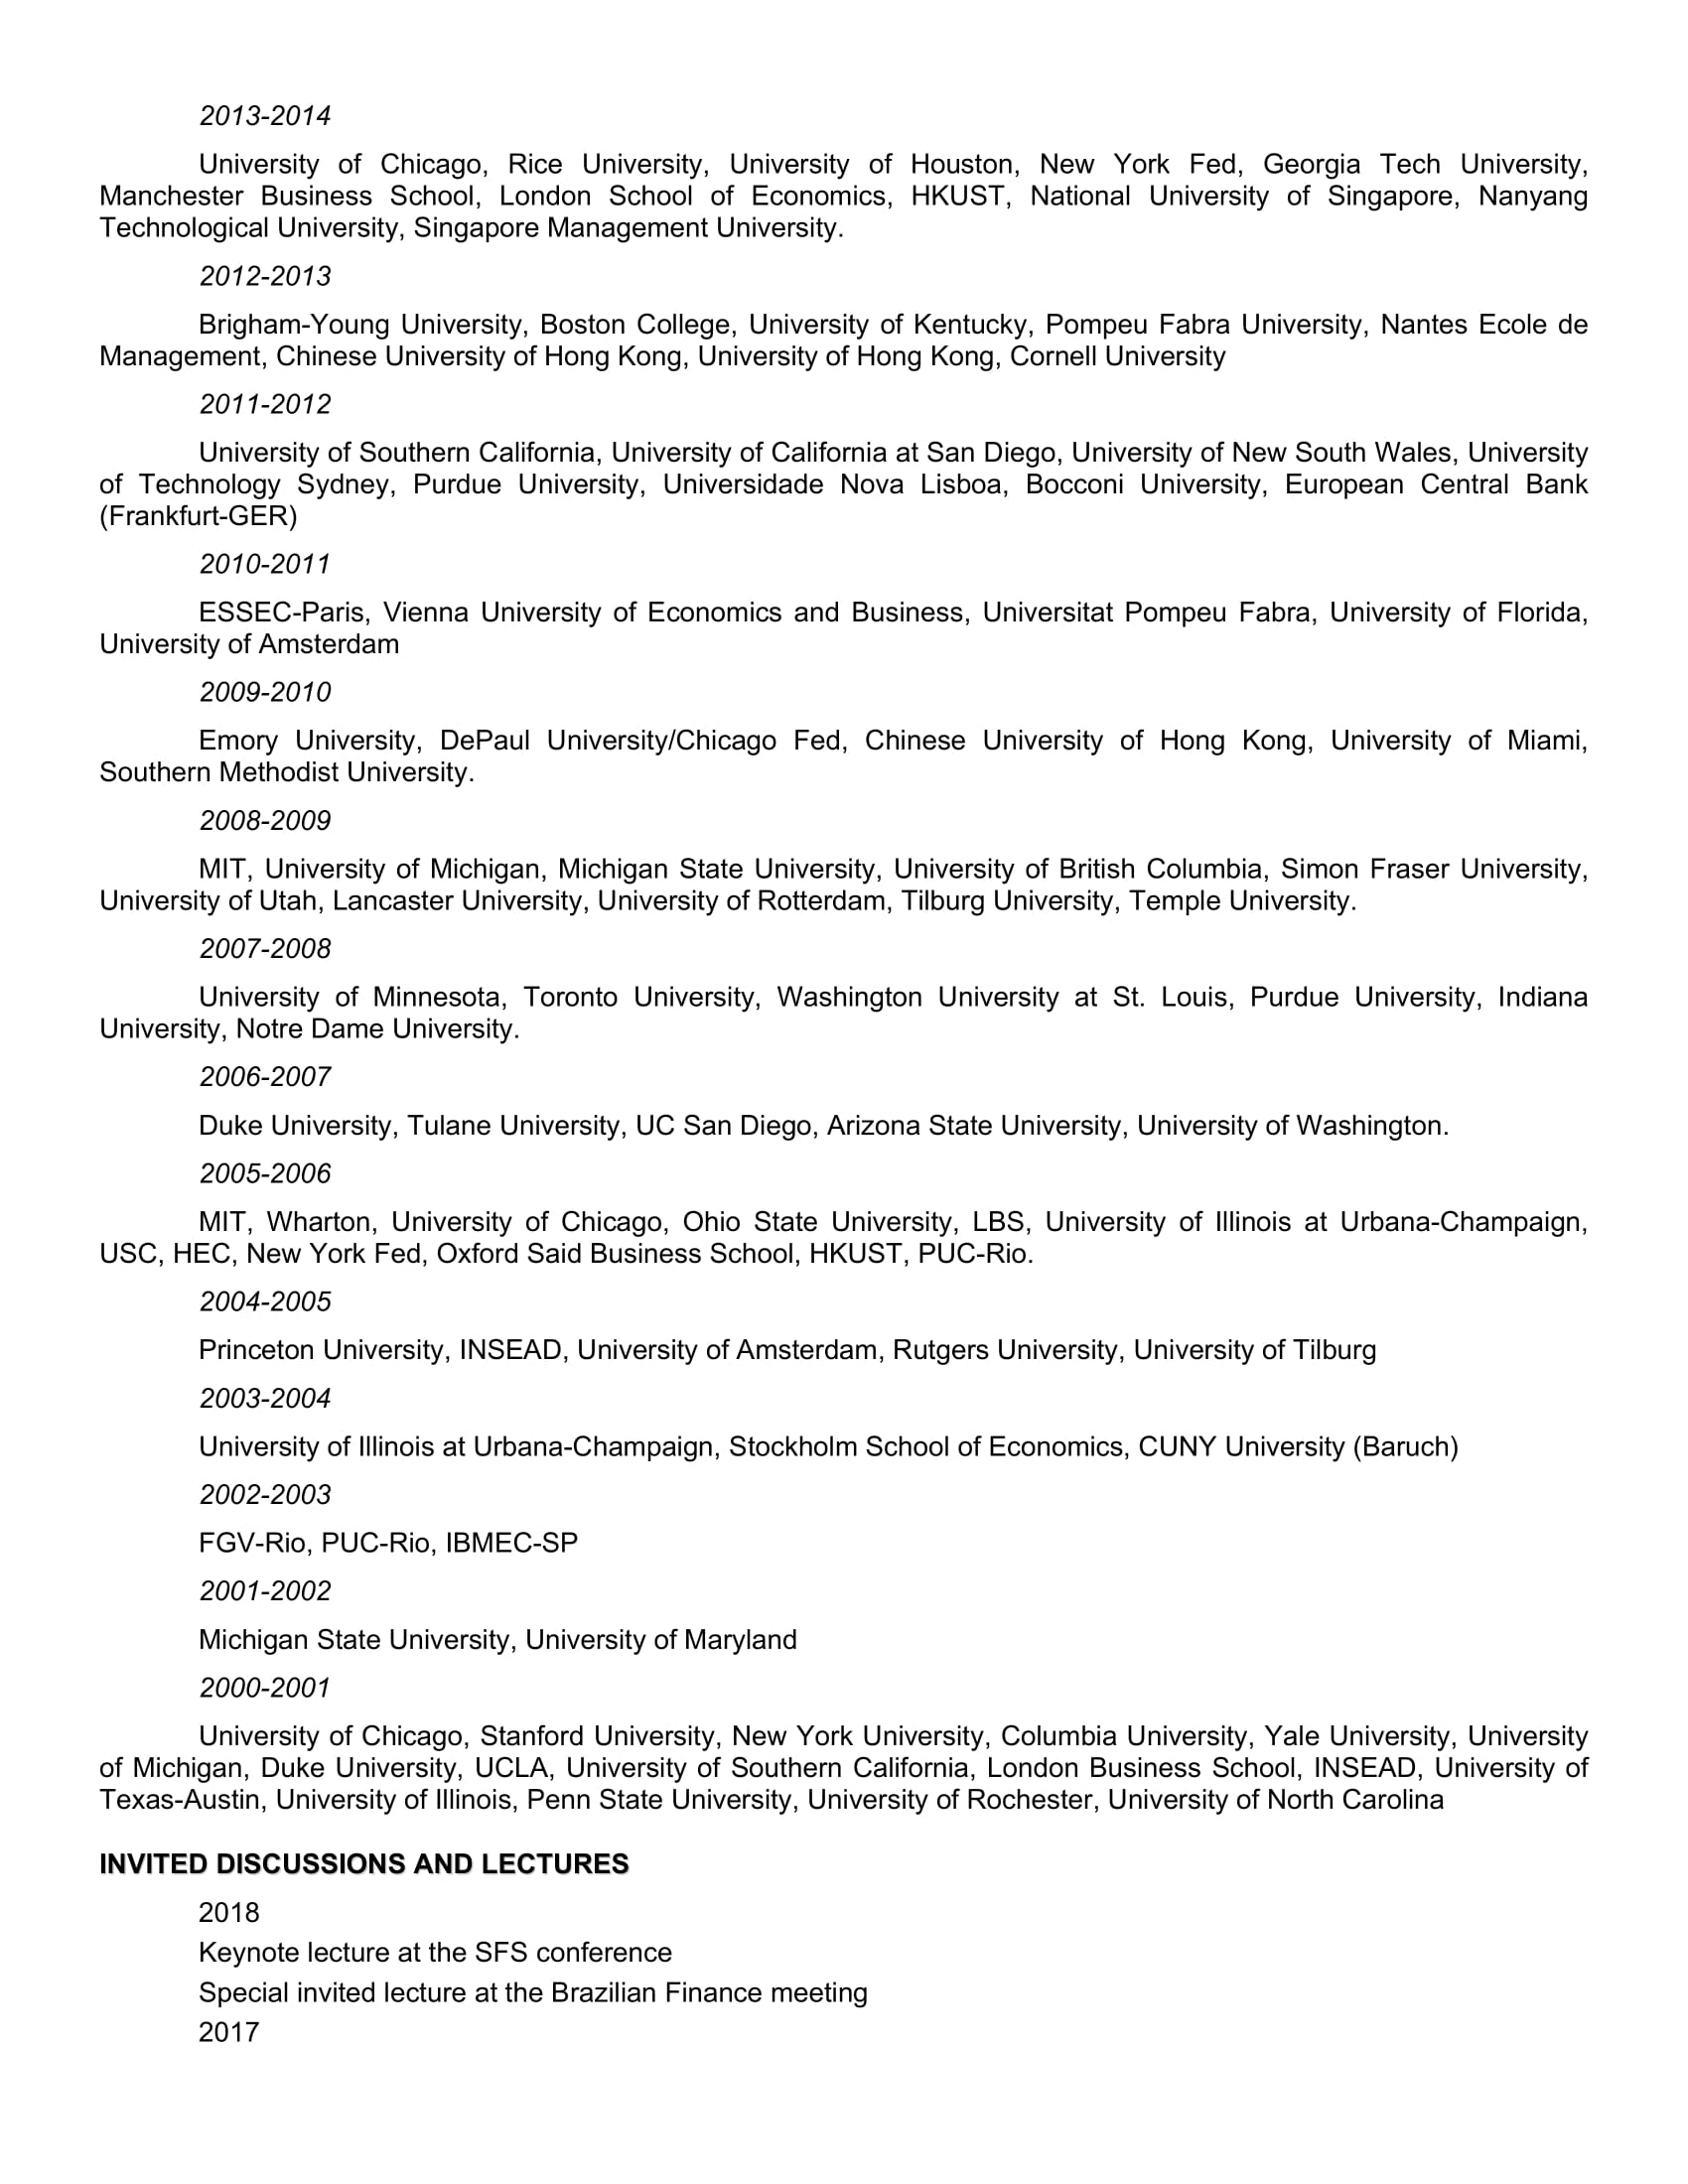 2013-2014
University of Chicago, Rice University, University of Houston, New York Fed, Georgia Tech University,
Manchester Business School, London School of Economics, HKUST, National University of Singapore, Nanyang
Technological University, Singapore Management University.
2012-2013
Brigham-Young University, Boston College, University of Kentucky, Pompeu Fabra University, Nantes Ecole de
Management, Chinese University of Hong Kong, University of Hong Kong, Cornell University
2011-2012
University of Southern California, University of California at San Diego, University of New South Wales, University
of Technology Sydney, Purdue University, Universidade Nova Lisboa, Bocconi University, European Central Bank
(Frankfurt-GER)
2010-2011
ESSEC-Paris, Vienna University of Economics and Business, Universitat Pompeu Fabra, University of Florida,
University of Amsterdam
2009-2010
Emory University, DePaul University/Chicago Fed, Chinese University of Hong Kong, University of Miami,
Southern Methodist University.
2008-2009
MIT, University of Michigan, Michigan State University, University of British Columbia, Simon Fraser University,
University of Utah, Lancaster University, University of Rotterdam, Tilburg University, Temple University.
2007-2008
University of Minnesota, Toronto University, Washington University at St. Louis, Purdue University, Indiana
University, Notre Dame University.
2006-2007
Duke University, Tulane University, UC San Diego, Arizona State University, University of Washington.
2005-2006
MIT, Wharton, University of Chicago, Ohio State University, LBS, University of Illinois at Urbana-Champaign,
USC, HEC, New York Fed, Oxford Said Business School, HKUST, PUC-Rio.
2004-2005
Princeton University, INSEAD, University of Amsterdam, Rutgers University, University of Tilburg
2003-2004
University of Illinois at Urbana-Champaign, Stockholm School of Economics, CUNY University (Baruch)
2002-2003
FGV-Rio, PUC-Rio, IBMEC-SP
2001-2002
Michigan State University, University of Maryland
2000-2001
University of Chicago, Stanford University, New York University, Columbia University, Yale University, University
of Michigan, Duke University, UCLA, University of Southern California, London Business School, INSEAD, University of
Texas-Austin, University of Illinois, Penn State University, University of Rochester, University of North Carolina
INVITED DISCUSSIONS AND LECTURES
2018
Keynote lecture at the SFS conference
Special invited lecture at the Brazilian Finance meeting
2017